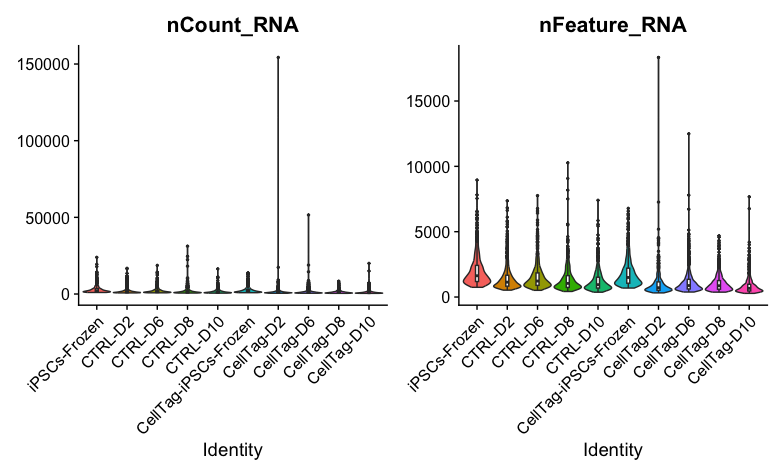 nCount_RNA
150000
100000
50000
0
iPSCs-Frozen
CTRL-D2
CTRL-D6
CTRL-D8
CTRL-D10
CellTag-iPSCs-Frozen
CellTag-D2
CellTag-D6
CellTag-D8
CellTag-D10
Identity
nFeature_RNA
15000
10000
5000
0
iPSCs-Frozen
CTRL-D2
CTRL-D6
CTRL-D8
CTRL-D10
CellTag-iPSCs-Frozen
CellTag-D2
CellTag-D6
CellTag-D8
CellTag-D10
Identity